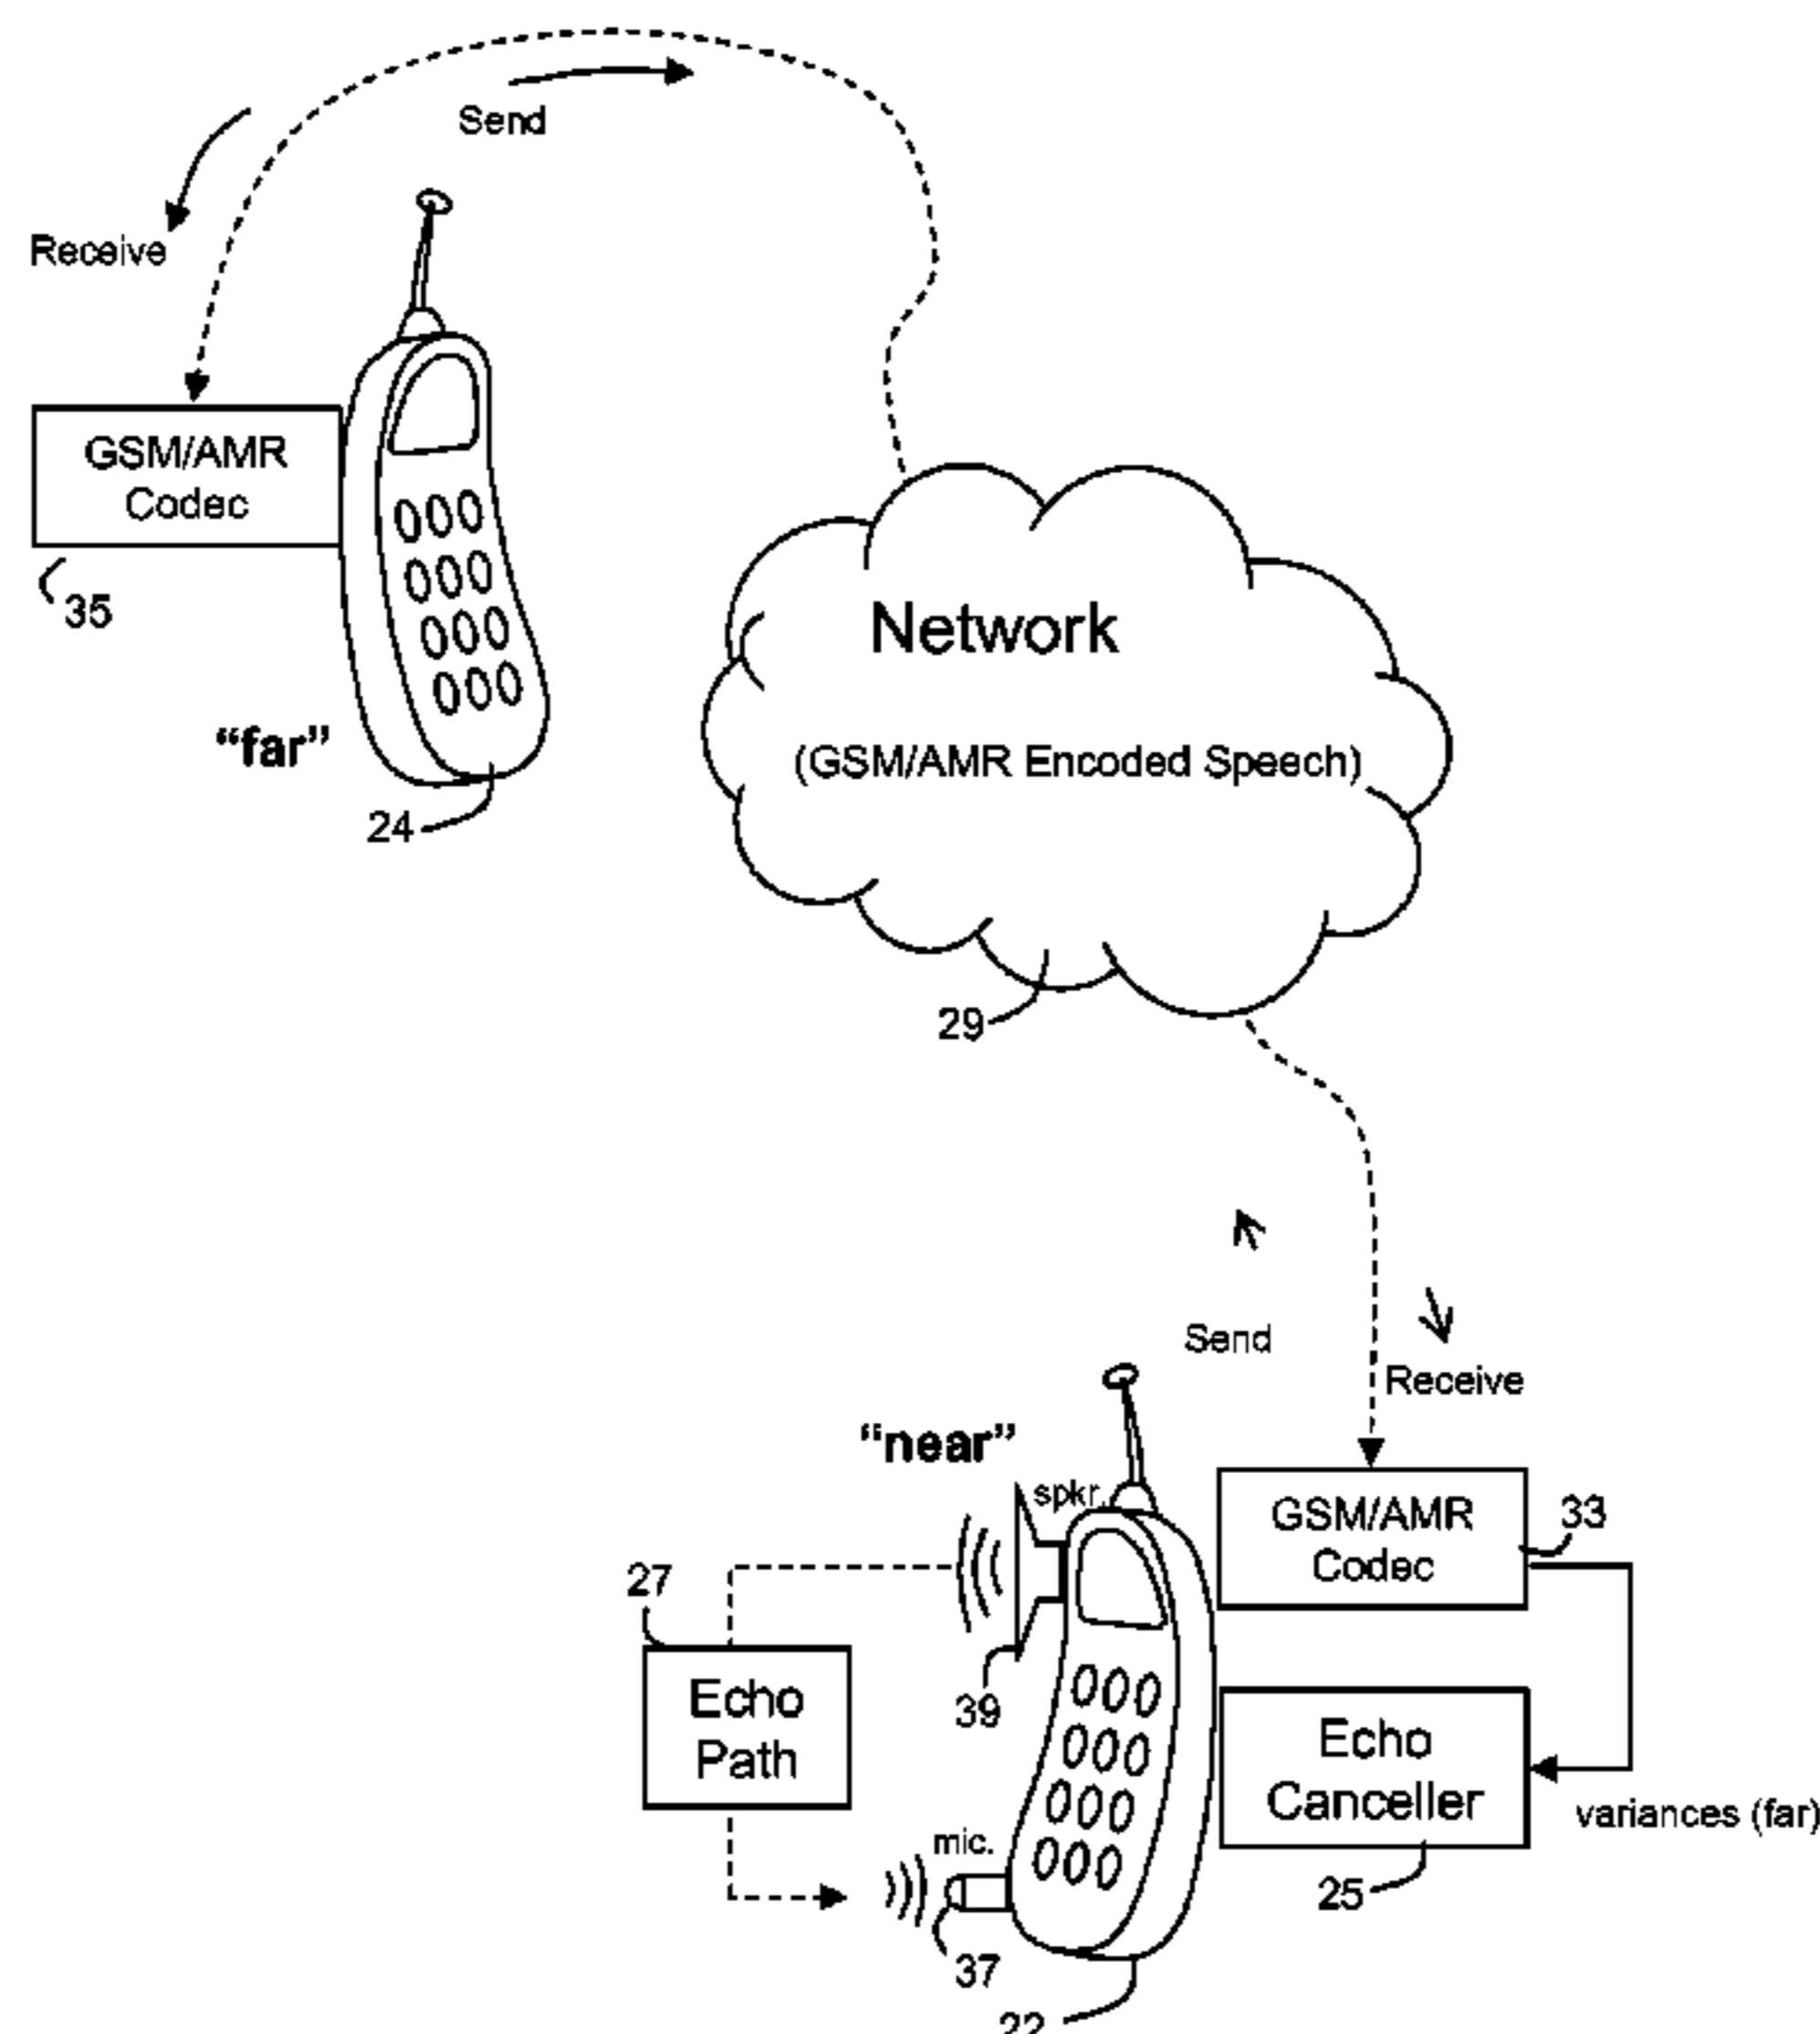 Send
Receive
GSM/AMR
Codec
35
"far"
24
Network
(GSM/AMR Encoded Speech)
29
Send
Receive
"near"
spkr.
GSM/AMR
Codec
33
27
Echo
Path
39
Echo
Canceller
variances (far)
mic.
25
37
22